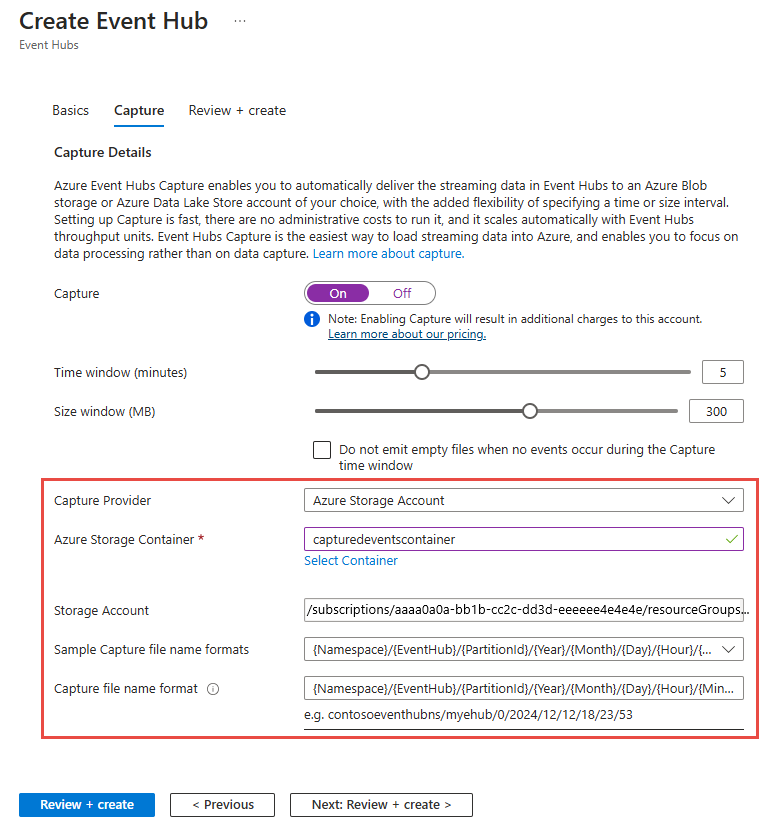 Create Event Hub ...
Event Hubs
Basics Capture Review + create
Capture Details
Azure Event Hubs Capture enables you to automatically deliver the streaming data in Event Hubs to an Azure Blob
storage or Azure Data Lake Store account of your choice, with the added flexibility of specifying a time or size interval.
Setting up Capture is fast, there are no administrative costs to run it, and it scales automatically with Event Hubs
throughput units. Event Hubs Capture is the easiest way to load streaming data into Azure, and enables you to focus on
data processing rather than on data capture. Learn more about capture.
Capture On Off
Note: Enabling Capture will result in additional charges to this account.
Learn more about our pricing.
Time window (minutes) 5
Size window (MB) 300
Do not emit empty files when no events occur during the Capture
time window
Capture Provider Azure Storage Account
Azure Storage Container * capturedeventscontainer
Select Container
Storage Account /subscriptions/aaaa0a0a-bb1b-cc2c-dd3d-eeeeee4e4e4e/resourceGroups...
Sample Capture file name formats {Namespace}/{EventHub}/{PartitionId}/{Year}/{Month}/{Day}/{Hour}/{...
Capture file name format {Namespace}/{EventHub}/{PartitionId}/{Year}/{Month}/{Day}/{Hour}/{Min...
e.g. contosoeventhubns/myehub/0/2024/12/12/18/23/53
Review + create < Previous Next: Review + create >